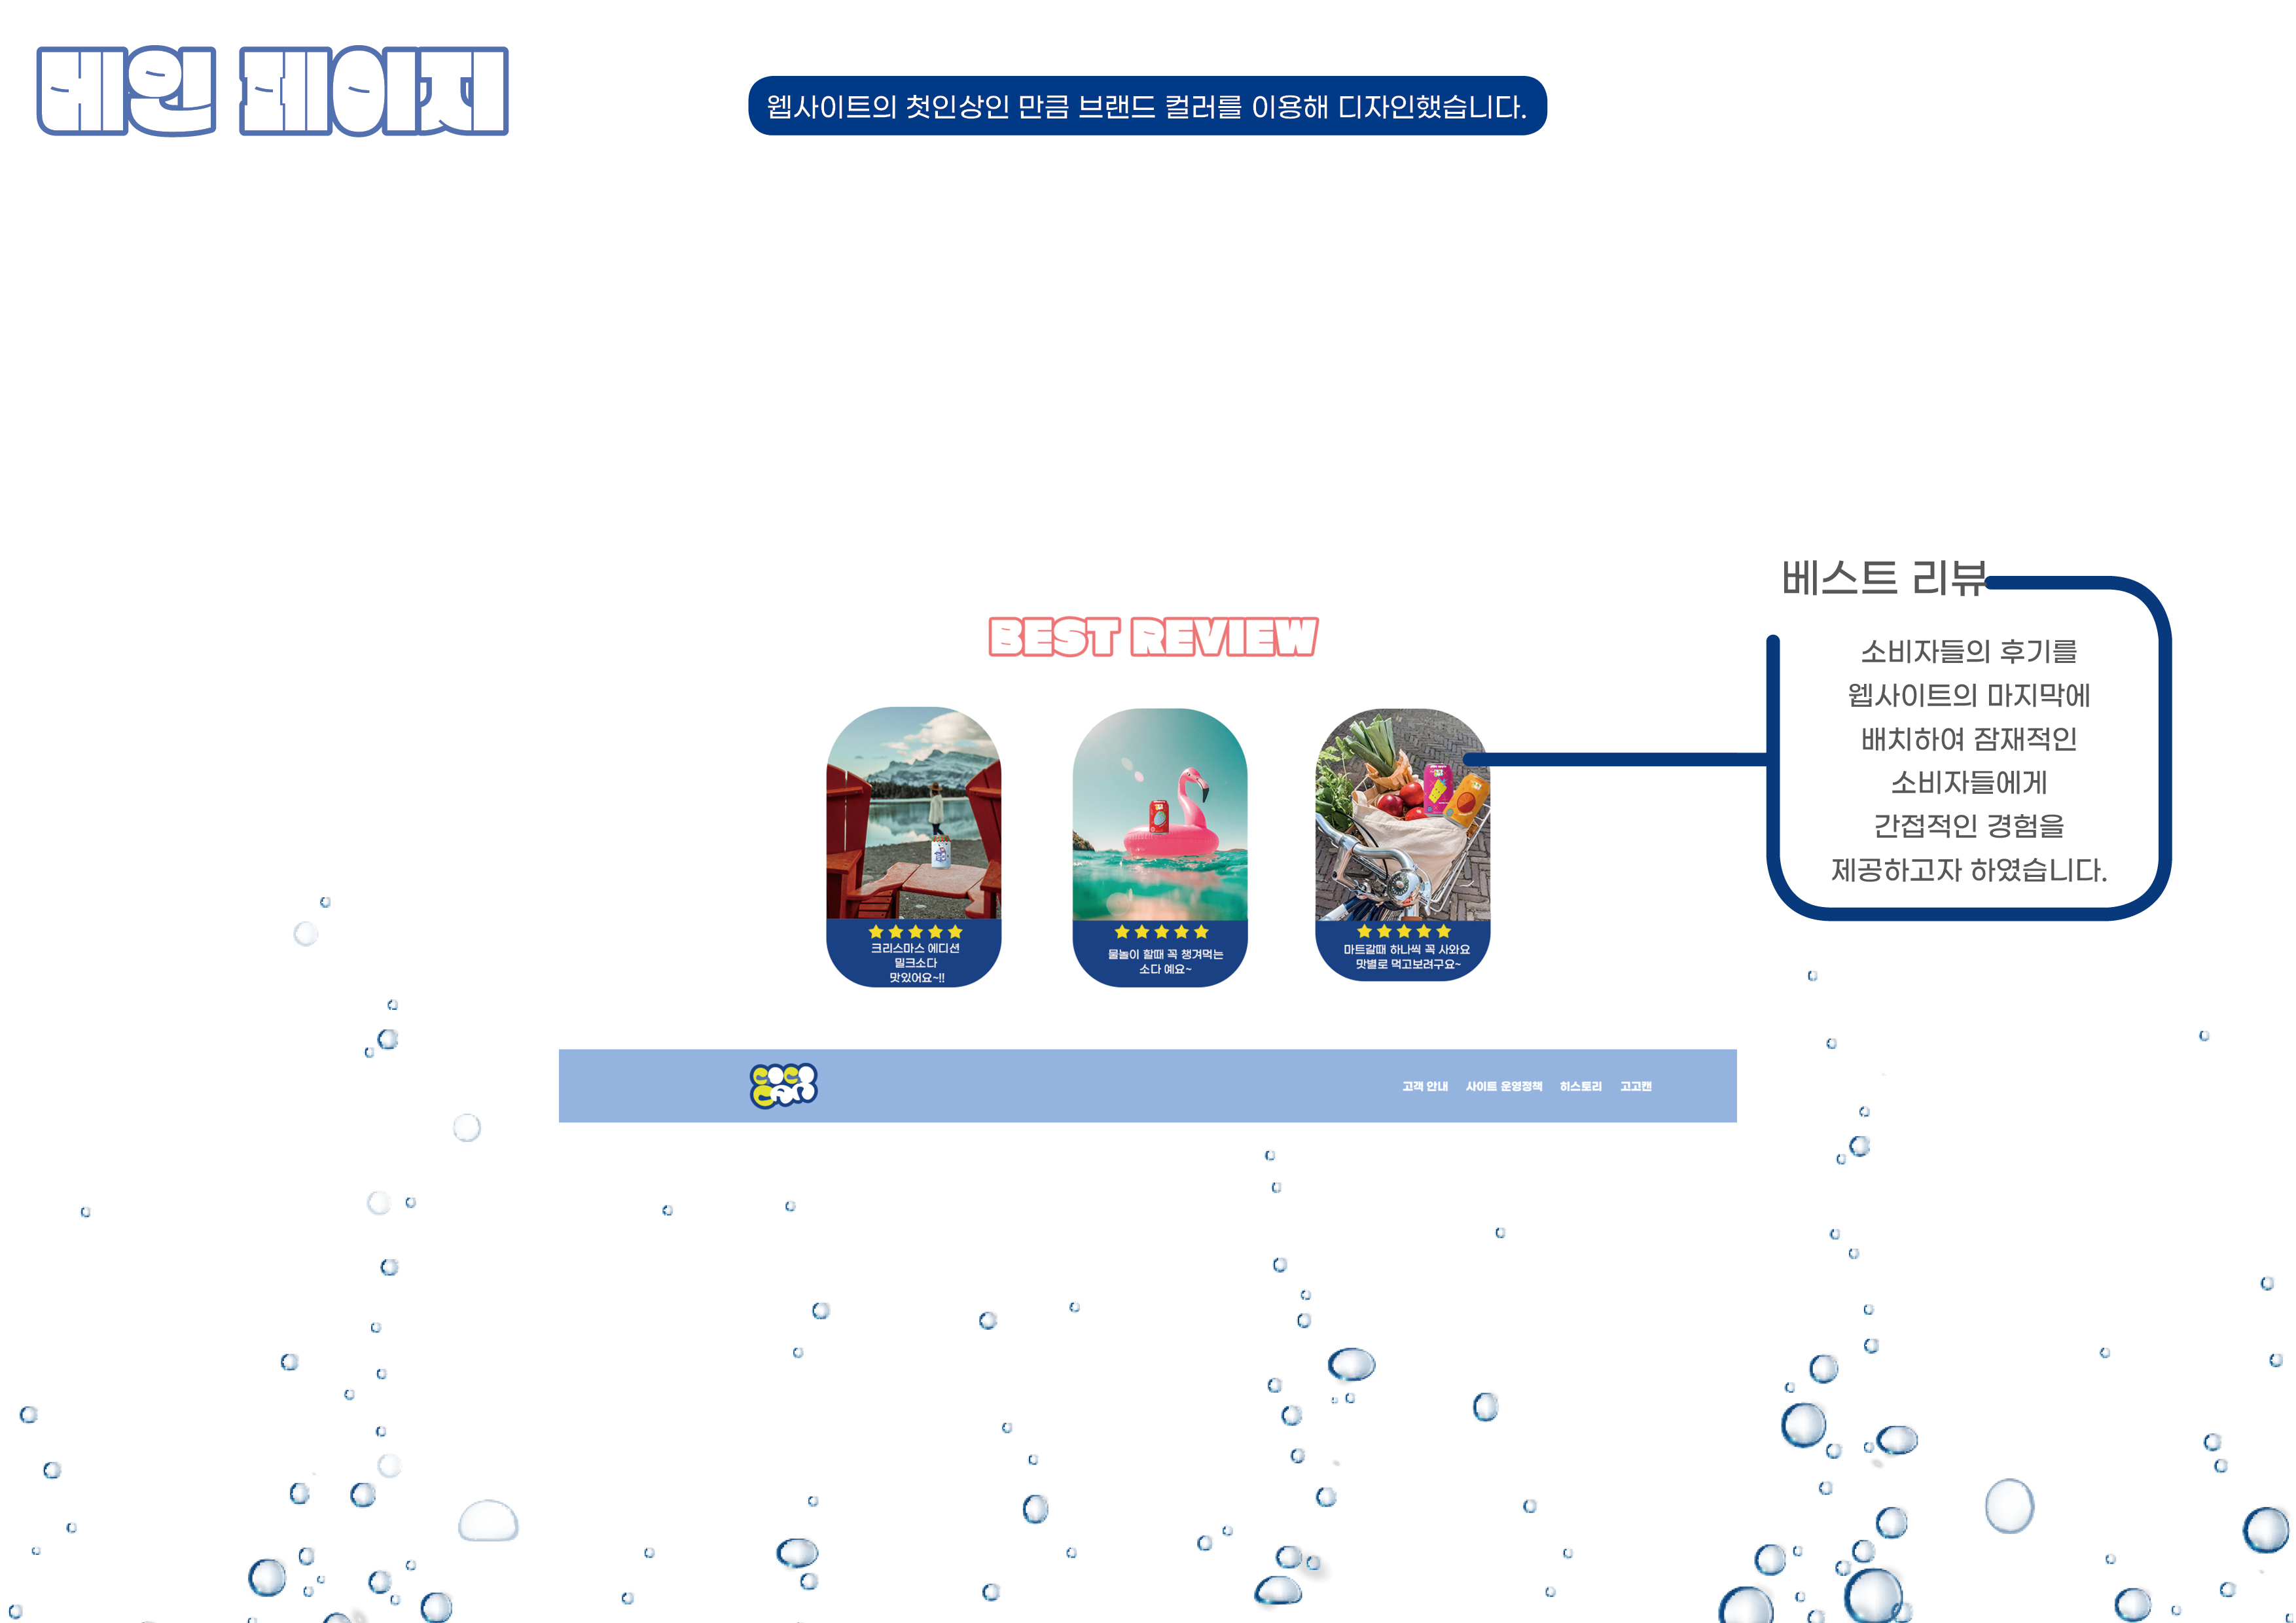 메인 페이지
웹사이트의 첫인상인 만큼 브랜드 컬러를 이용해 디자인했습니다.
베스트 리뷰
소비자들의 후기를
웹사이트의 마지막에
배치하여 잠재적인
소비자들에게
간접적인 경험을
제공하고자 하였습니다.
BEST REVIEW
크리스마스 에디션
밀크소다
맛있어요~!!
물놀이 할때 꼭 챙겨먹는
소다 예요~
마트갈때 하나씩 꼭 사와요
맛별로 먹고보려구요~
고객 안내 사이트 운영정책 히스토리 고고캔